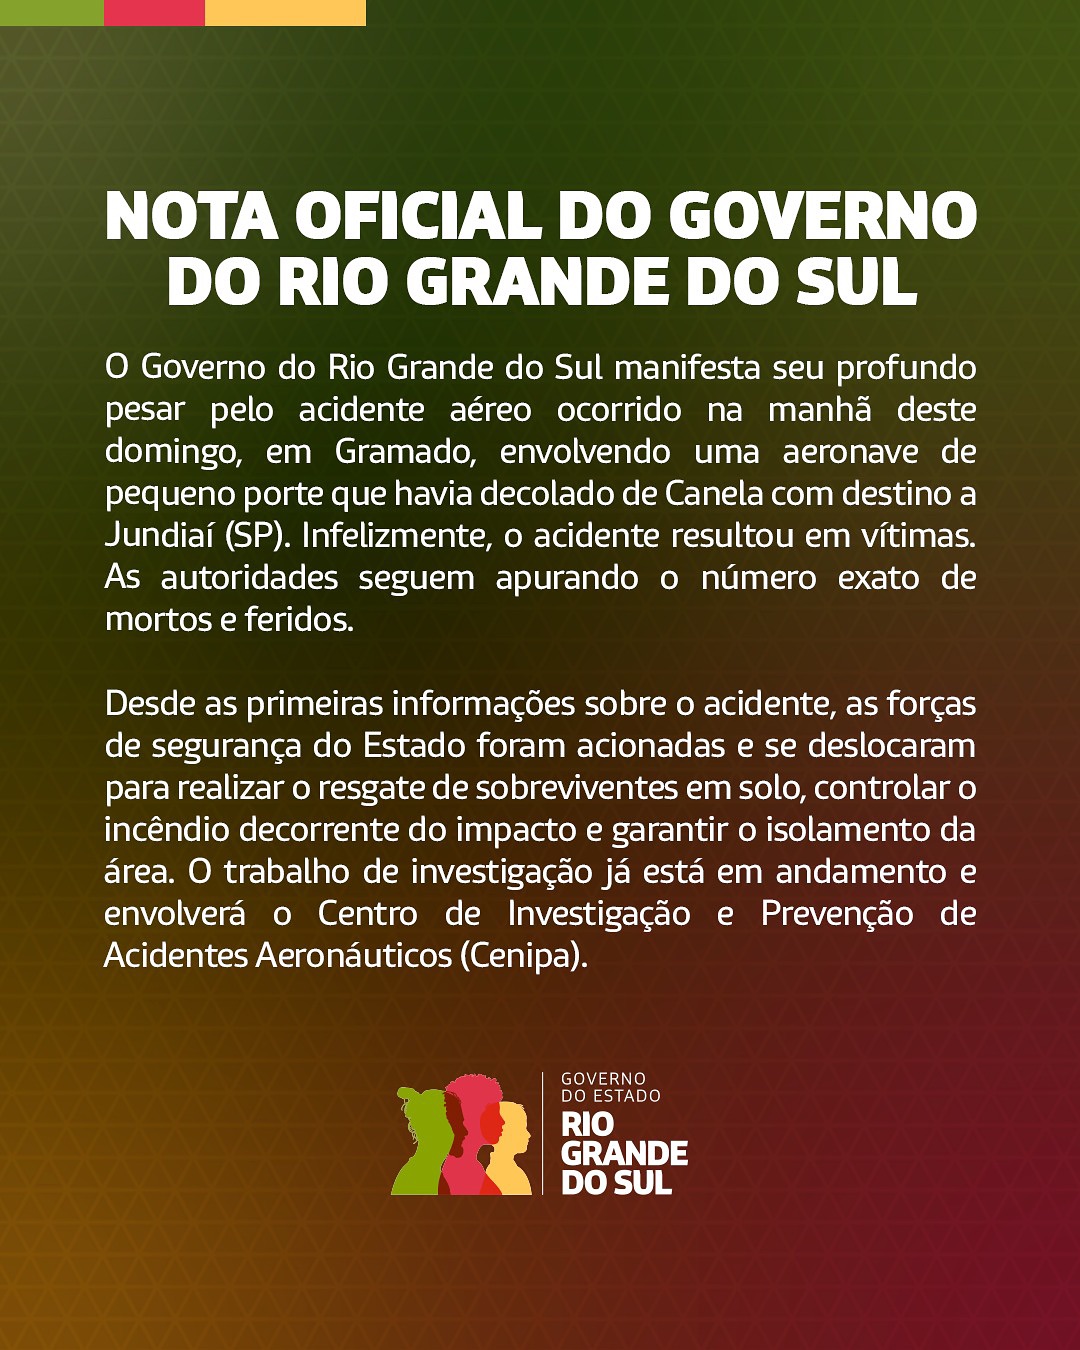 NOTA OFICIAL DO GOVERNO
DO RIO GRANDE DO SUL
O Governo do Rio Grande do Sul manifesta seu profundo
pesar pelo acidente aéreo ocorrido na manhã deste
domingo, em Gramado, envolvendo uma aeronave de
pequeno porte que havia decolado de Canela com destino a
Jundiaí (SP). Infelizmente, o acidente resultou em vítimas.
As autoridades seguem apurando o número exato de
mortos e feridos.
Desde as primeiras informações sobre o acidente, as forças
de segurança do Estado foram acionadas e se deslocaram
para realizar o resgate de sobreviventes em solo, controlar o
incêndio decorrente do impacto e garantir o isolamento da
área. O trabalho de investigação já está em andamento e
envolverá o Centro de Investigação e Prevenção de
Acidentes Aeronáuticos (Cenipa).
GOVERNO
DO ESTADO
RIO
GRANDE
DO SUL